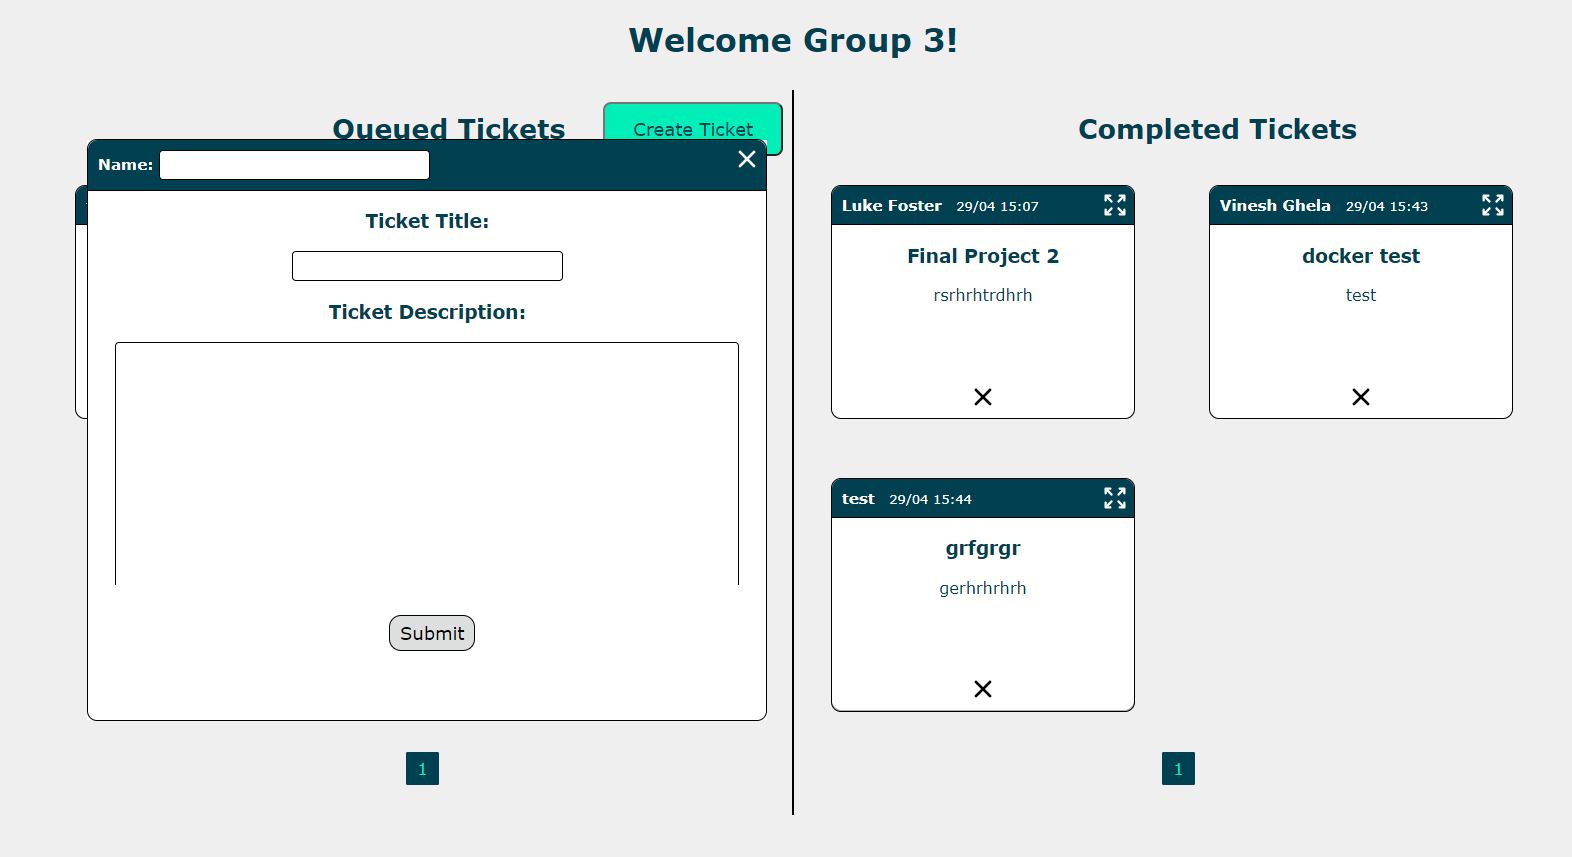 Welcome Group 3!
Queued Tickets
Create Ticket
Name:
Ticket Title:
Ticket Description:
Submit
1
Completed Tickets
Luke Foster 29/04 15:07
Final Project 2
rsrhrhtrdhrh
Vinesh Ghela 29/04 15:43
docker test
test
test 29/04 15:44
grfgrgr
gerhrhrhrh
1